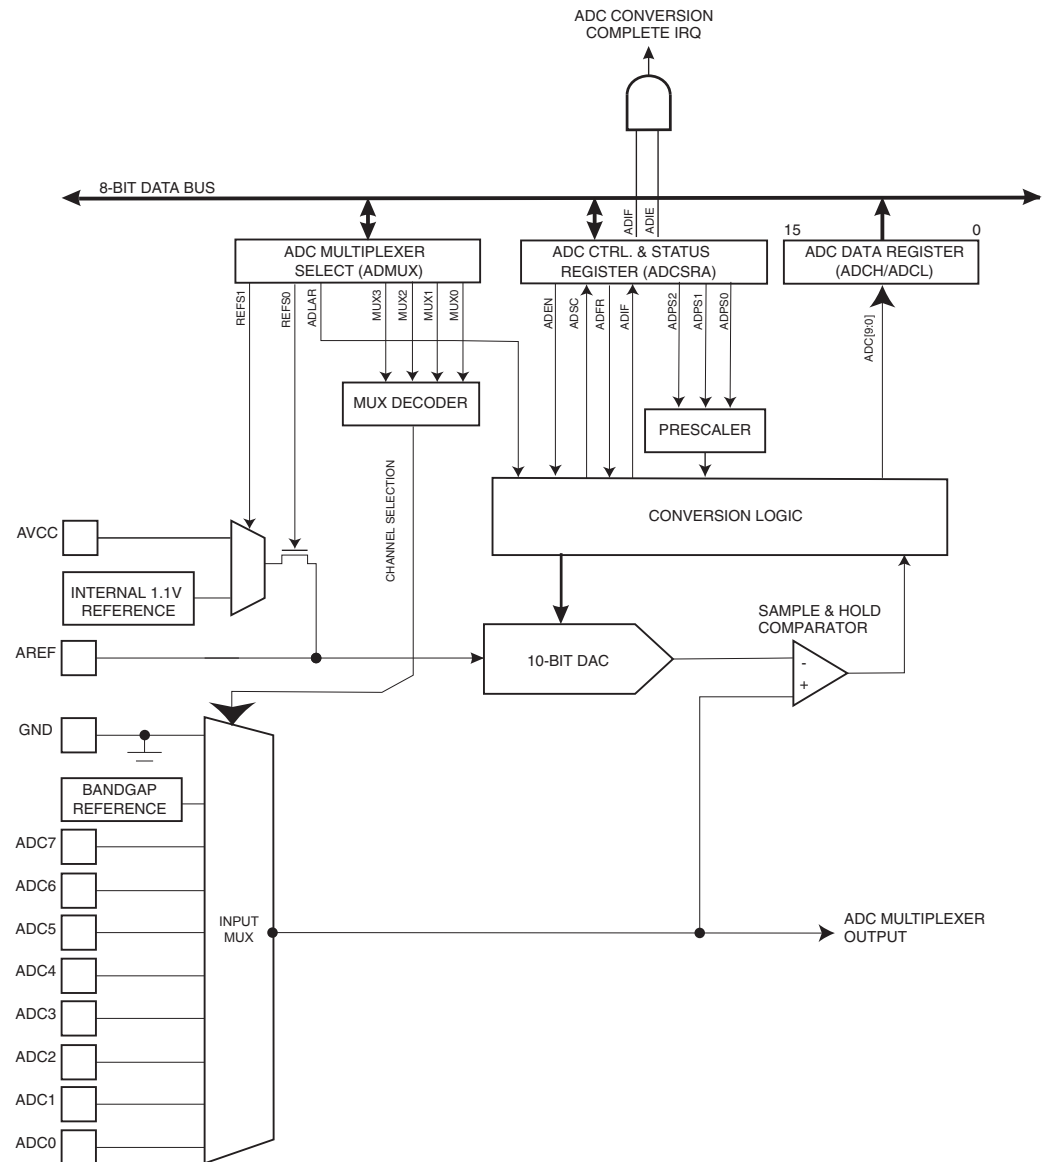 ADC CONVERSION
COMPLETE IRQ
8-BIT DATA BUS
ADIF
ADIE
15
0
ADC MULTIPLEXER
SELECT (ADMUX)
ADC CTRL. & STATUS
REGISTER (ADCSRA)
ADC DATA REGISTER
(ADCH/ADCL)
REFS1
REFS0
ADLAR
MUX3
MUX2
MUX1
MUX0
ADEN
ADSC
ADFR
ADIF
ADPS2
ADPS1
ADPS0
ADC[9:0]
MUX DECODER
PRESCALER
CHANNEL SELECTION
CONVERSION LOGIC
AVCC
INTERNAL 1.1V
REFERENCE
SAMPLE & HOLD
COMPARATOR
AREF
10-BIT DAC
-
+
GND
BANDGAP
REFERENCE
ADC7
ADC6
ADC5
INPUT
MUX
ADC MULTIPLEXER
OUTPUT
ADC4
ADC3
ADC2
ADC1
ADC0